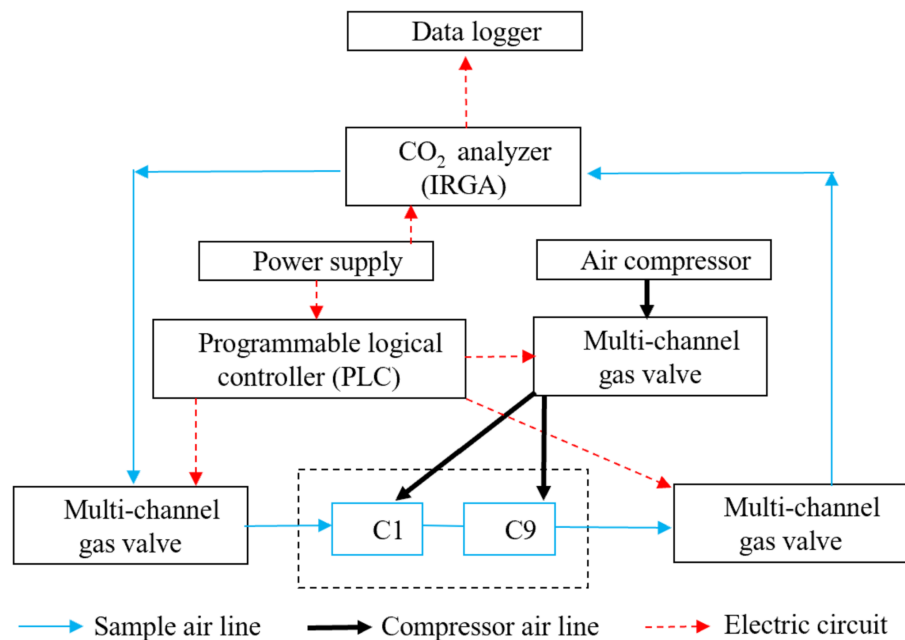 Data logger
CO₂ analyzer
(IRGA)
Power supply
Air compressor
Programmable logical
controller (PLC)
Multi-channel
gas valve
Multi-channel
gas valve
C1
C9
Multi-channel
gas valve
Sample air line
Compressor air line
Electric circuit